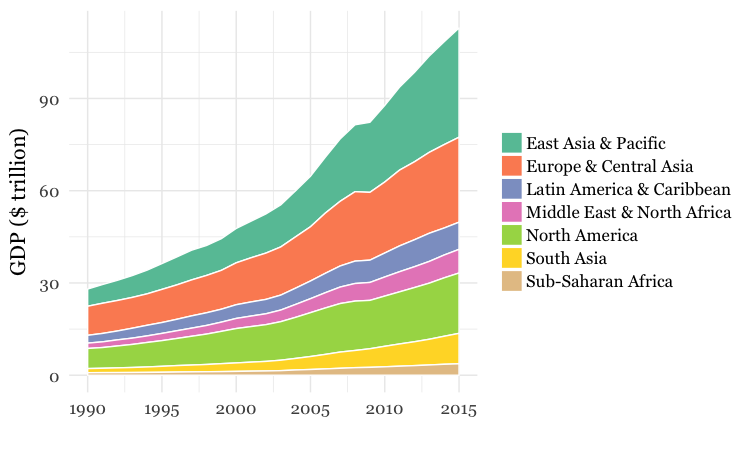 GDP ($ trillion)
90
60
30
0
1990 1995 2000 2005 2010 2015
East Asia & Pacific
Europe & Central Asia
Latin America & Caribbean
Middle East & North Africa
North America
South Asia
Sub-Saharan Africa